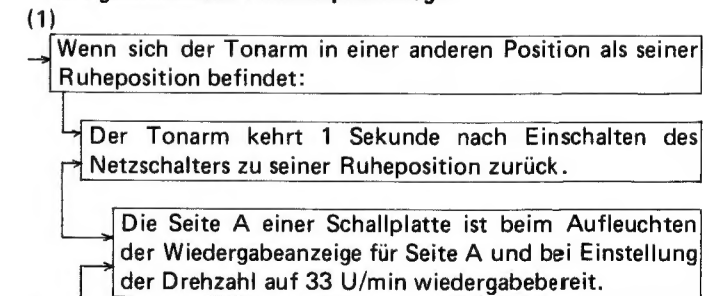 (1)
Wenn sich der Tonarm in einer anderen Position als seiner
Ruheposition befindet:
Der Tonarm kehrt 1 Sekunde nach Einschalten des
Netzschalters zu seiner Ruheposition zurück.
Die Seite A einer Schallplatte ist beim Aufleuchten
der Wiedergabeanzeige für Seite A und bei Einstellung
der Drehzahl auf 33 U/min wiedergabebereit.